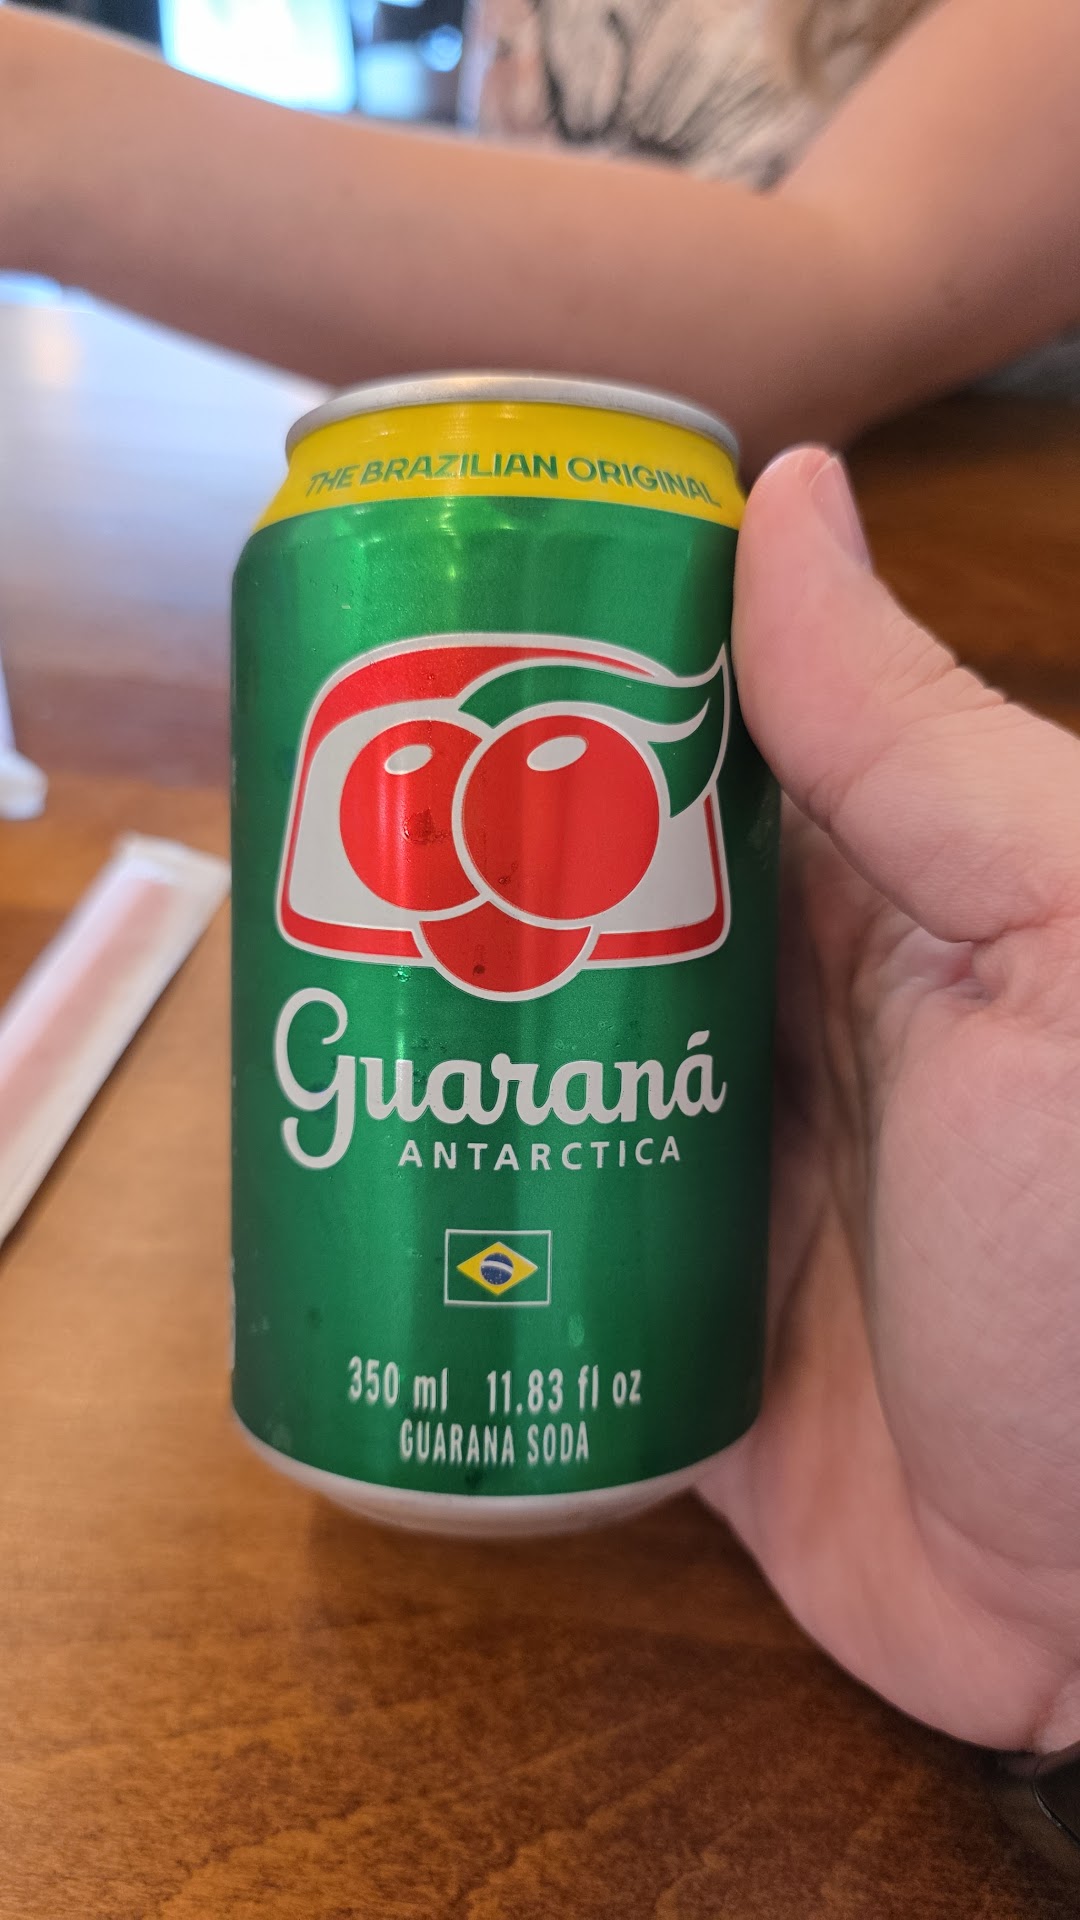 THE BRAZILIAN ORIGINAL
Guaraná
ANTARCTICA
350 ml 11.83 fl oz
GUARANA SODA